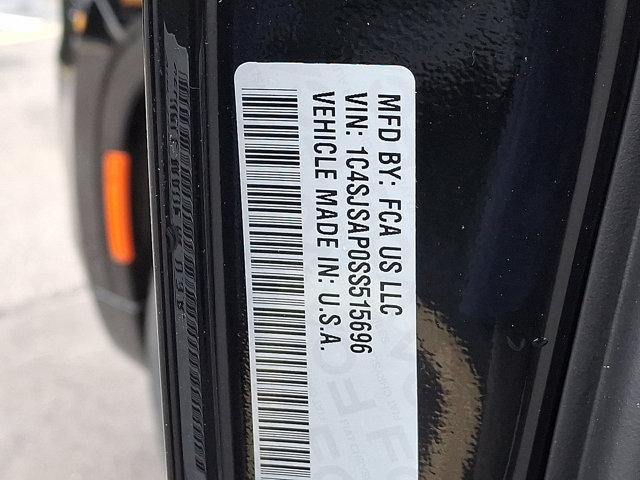 MFD BY: FCA US LLC
VIN: 1C4SJSAP0SS515696
VEHICLE MADE IN: U.S.A.